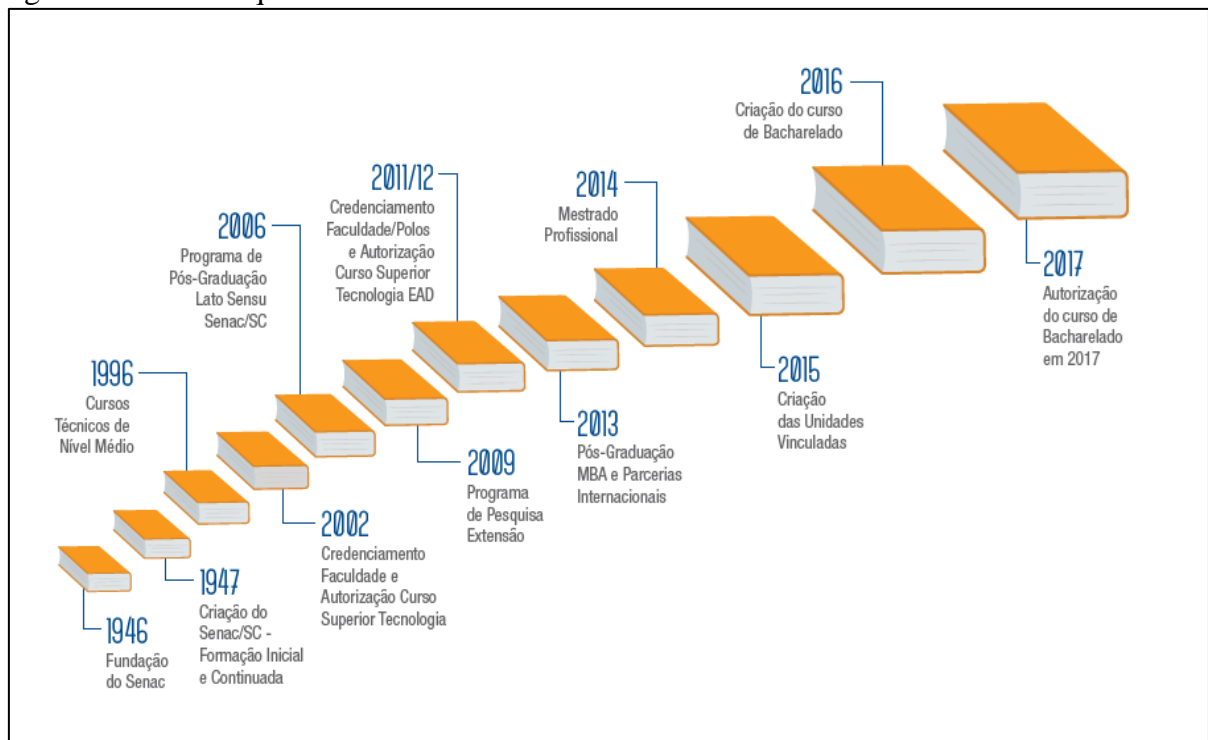 2016
Criação do curso
de Bacharelado
2011/12
Credenciamento
Faculdade/Polos
e Autorização
Curso Superior
Tecnologia EAD
2014
Mestrado
Profissional
2006
Programa de
Pós-Graduação
Lato Sensu
Senac/SC
2017
Autorização
do curso de
Bacharelado
em 2017
1996
Cursos
Técnicos de
Nível Médio
2015
Criação
das Unidades
Vinculadas
2013
Pós-Graduação
MBA e Parcerias
Internacionais
2009
Programa
de Pesquisa
Extensão
2002
Credenciamento
Faculdade e
Autorização Curso
Superior Tecnologia
1947
Criação do
Senac/SC -
Formação Inicial
e Continuada
1946
Fundação
do Senac